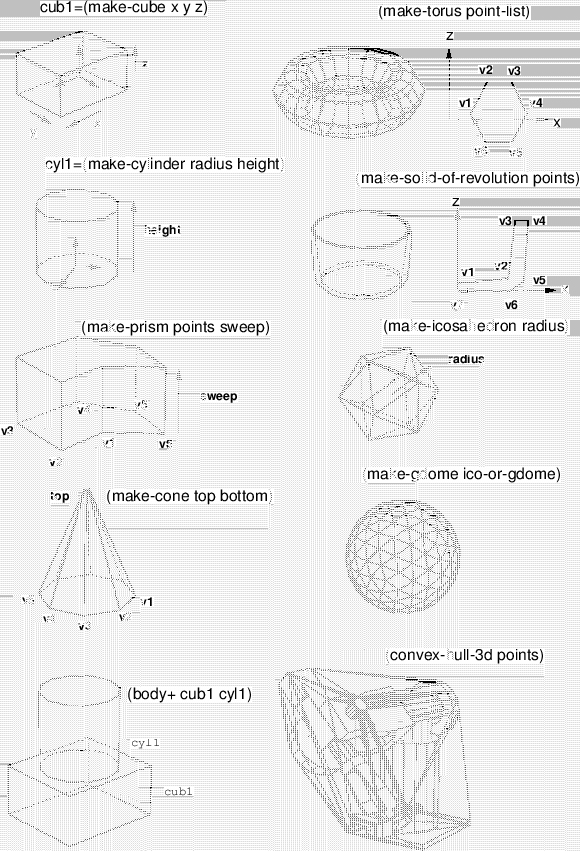 cub1=(make-cube x y z)
z
y
x
(make-torus point-list)
Z
v2 v3
v1 v4
X
v5
cyl1=(make-cylinder radius height)
height
(make-solid-of-revolution points)
Z
v3 v4
v1 v2
v5
X
v6
(make-prism points sweep)
sweep
v4 v5
v3
v1 v5
v2
(make-icosahedron radius)
radius
(make-cone top bottom)
top
v5 v1
v4 v2
v3
(make-gdome ico-or-gdome)
(body+ cub1 cyl1)
cyl1
cub1
(convex-hull-3d points)